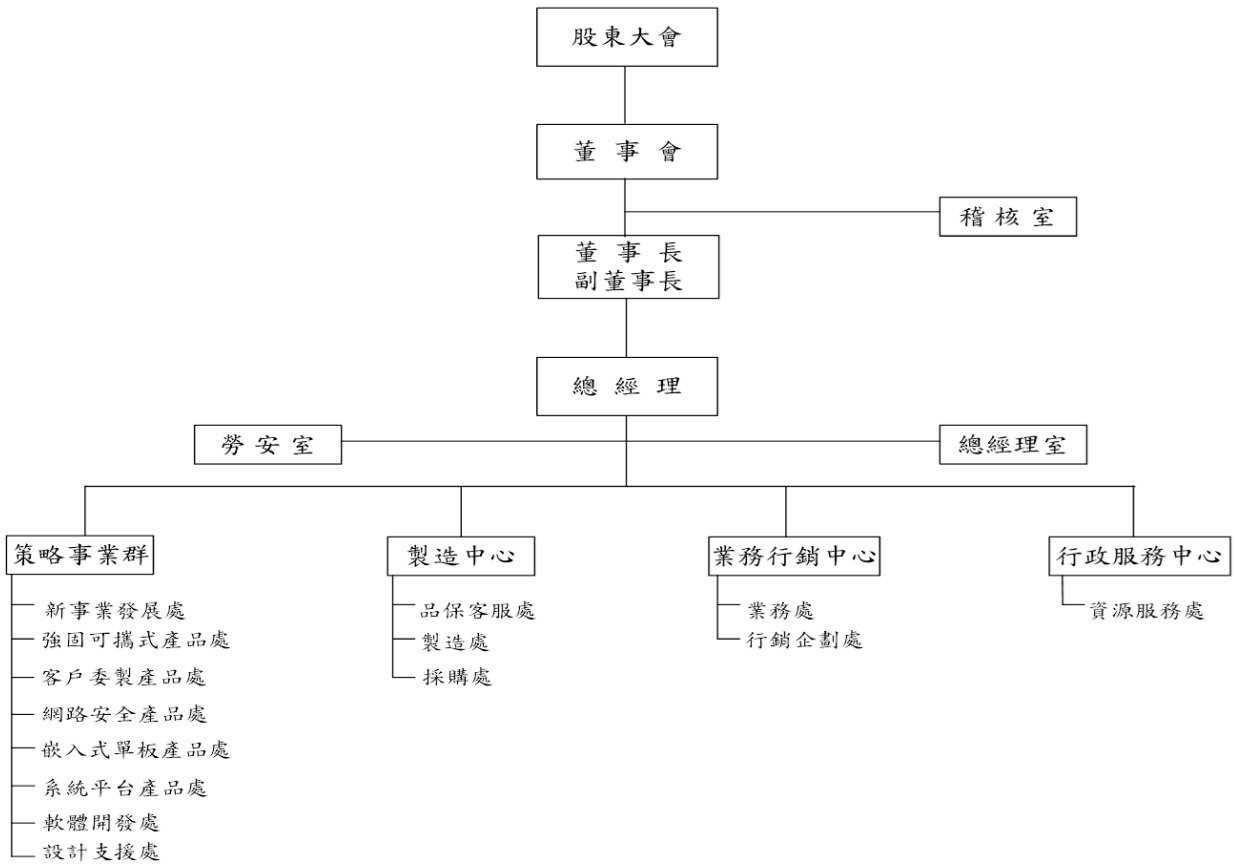 股東大會
董事會
稽核室
董事長
副董事長
總經理
勞安室
總經理室
策略事業群
製造中心
業務行銷中心
行政服務中心
新事業發展處
強固可攜式產品處
客戶委製產品處
網路安全產品處
嵌入式單板產品處
系統平台產品處
軟體開發處
設計支援處
品保客服處
製造處
採購處
業務處
行銷企劃處
資源服務處